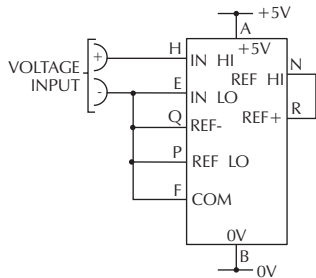 +5V
A
H
+5V
N
+
IN HI
REF HI
VOLTAGE
INPUT
E
-
IN LO
R
Q
REF-
REF+
P
REF LO
F
COM
0V
B
0V